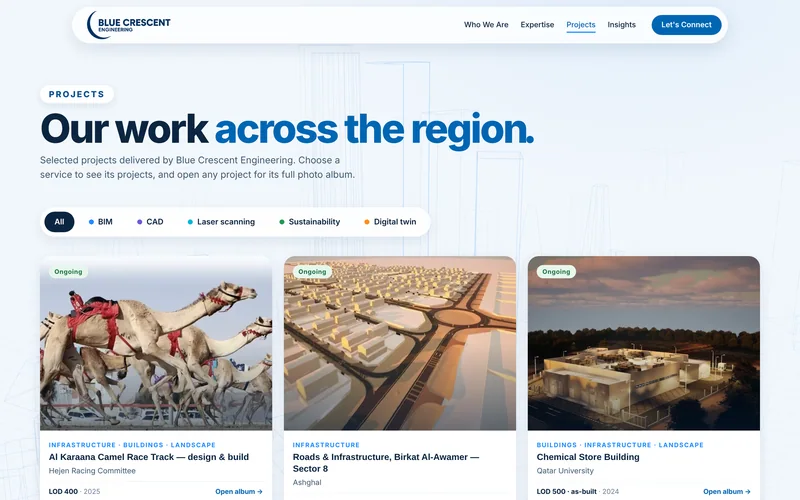 BLUE CRESCENT
ENGINEERING
Who We Are
Expertise
Projects
Insights
Let's Connect
PROJECTS
Our work across the region.
Selected projects delivered by Blue Crescent Engineering. Choose a
service to see its projects, and open any project for its full photo album.
All
BIM
CAD
Laser scanning
Sustainability
Digital twin
Ongoing
INFRASTRUCTURE · BUILDINGS · LANDSCAPE
Al Karaana Camel Race Track — design & build
Hejen Racing Committee
LOD 400 · 2025
Open album →
Ongoing
INFRASTRUCTURE
Roads & Infrastructure, Birkat Al-Awamer —
Sector 8
Ashghal
Ongoing
BUILDINGS · INFRASTRUCTURE · LANDSCAPE
Chemical Store Building
Qatar University
LOD 500 · as-built · 2024
Open album →